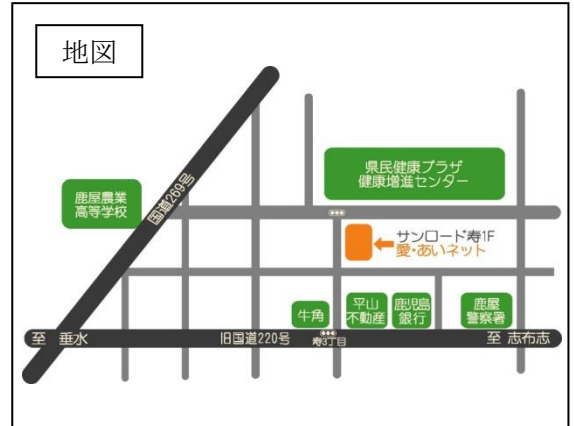 地図
国道269号
鹿屋農業
高等学校
県民健康プラザ
健康増進センター
サンロード寿1F
愛・あいネット
牛角
平山
不動産
鹿児島
銀行
鹿屋
警察署
至 垂水
旧国道220号
寿3丁目
至 志布志